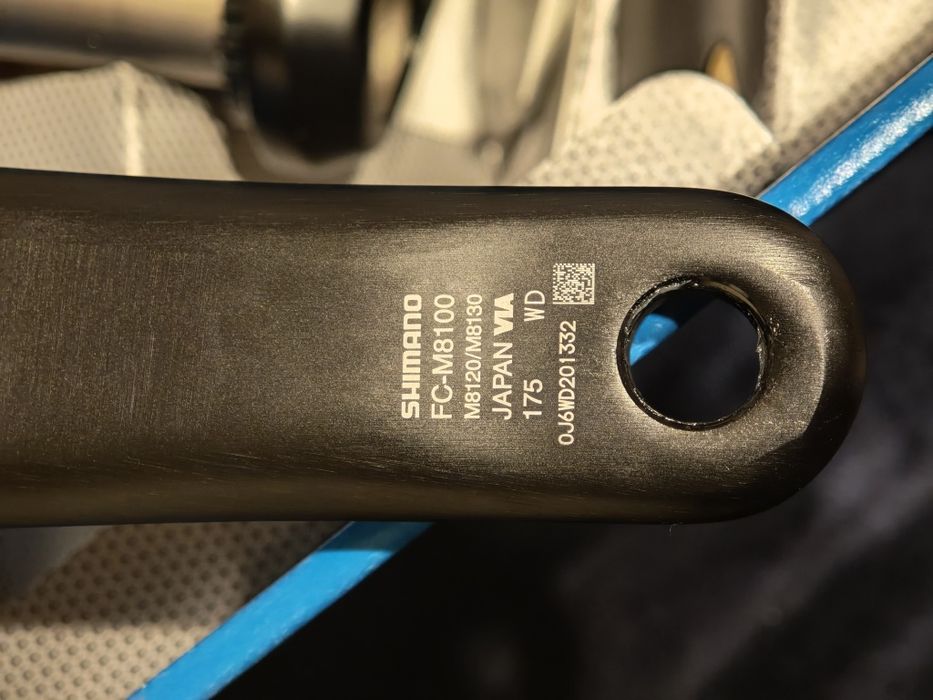 SHIMANO
FC-M8100
M8120/M8130
JAPAN VIA
175 WD
0J6WD201332